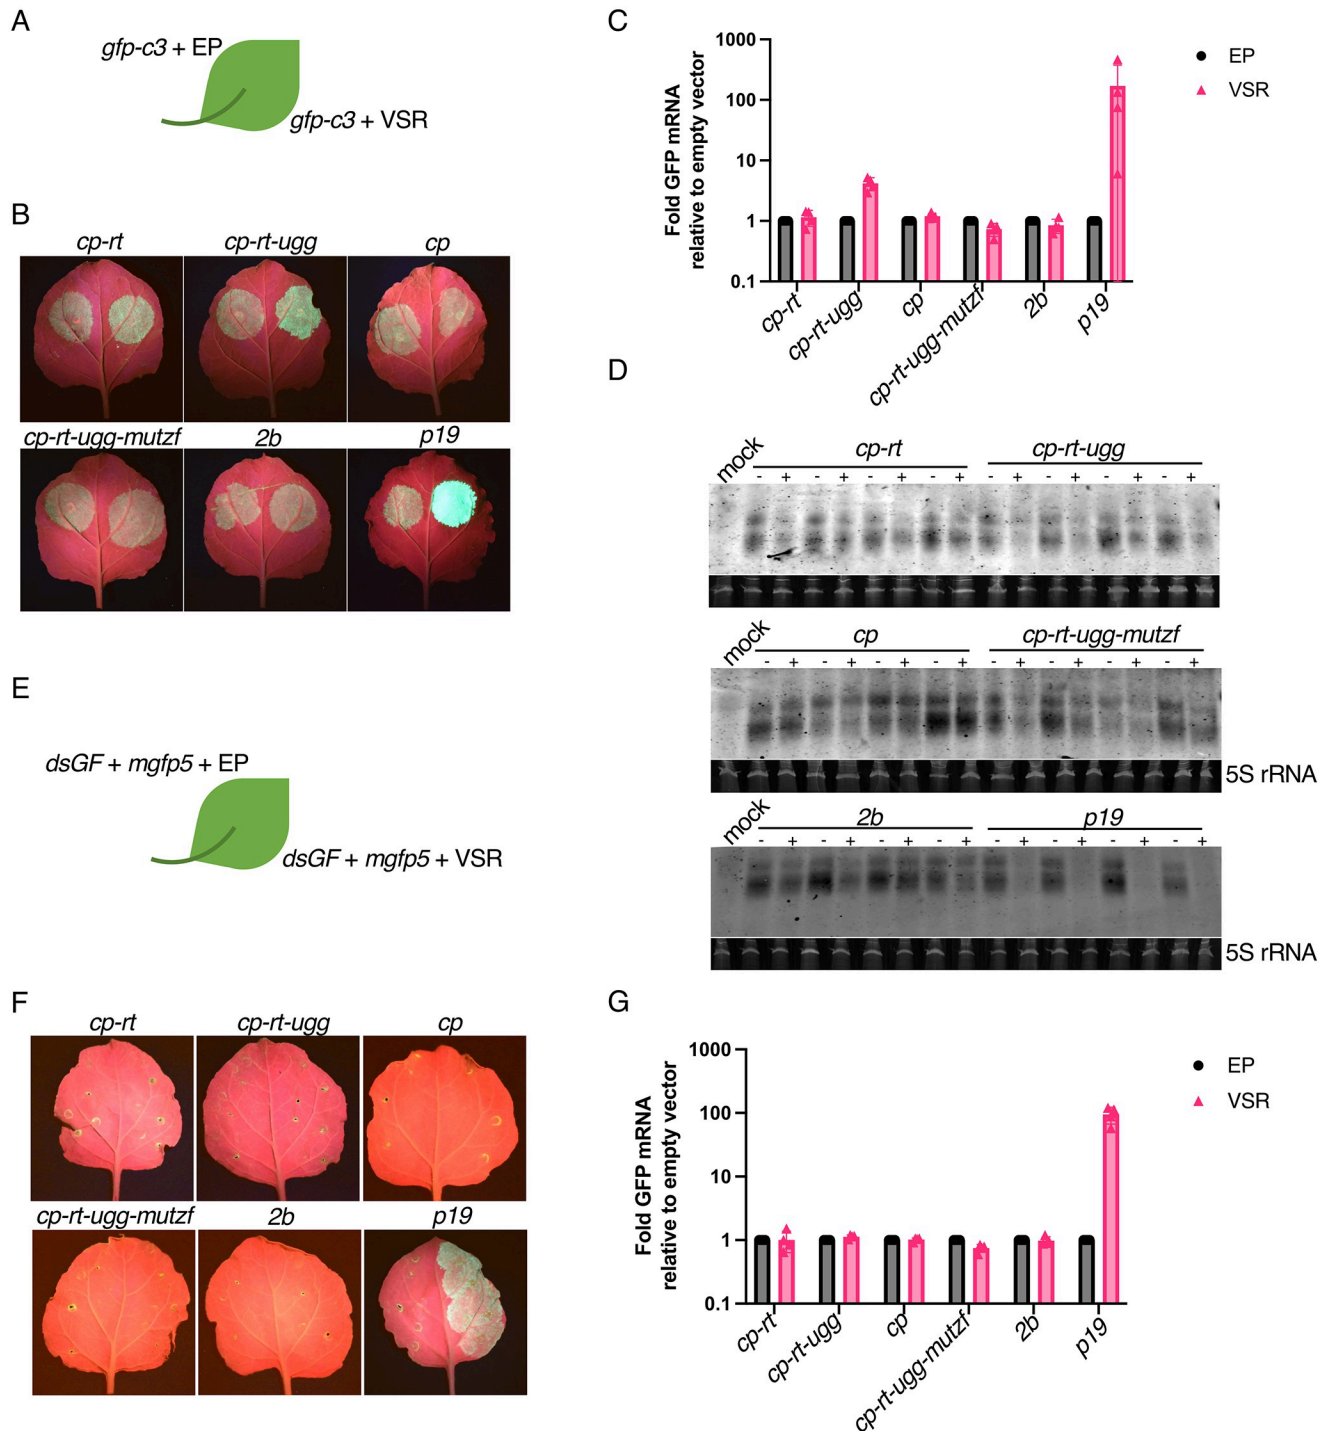 A
gfp-c3 + EP
gfp-c3 + VSR
B
cp-rt cp-rt-ugg cp
cp-rt-ugg-mutzf 2b p19
C
Fold GFP mRNA
relative to empty vector
1000
100
10
1
0.1
cp-rt cp-rt-ugg cp cp-rt-ugg-mutzf 2b p19
EP
VSR
D
mock cp-rt cp-rt-ugg
- + - + - + - + - + - + - + - +
mock cp cp-rt-ugg-mutzf
- + - + - + - + - + - + - + - +
5S rRNA
mock 2b p19
- + - + - + - + - + - + - + - +
5S rRNA
E
dsGF + mgfp5 + EP
dsGF + mgfp5 + VSR
F
cp-rt cp-rt-ugg cp
cp-rt-ugg-mutzf 2b p19
G
Fold GFP mRNA
relative to empty vector
1000
100
10
1
0.1
cp-rt cp-rt-ugg cp cp-rt-ugg-mutzf 2b p19
EP
VSR